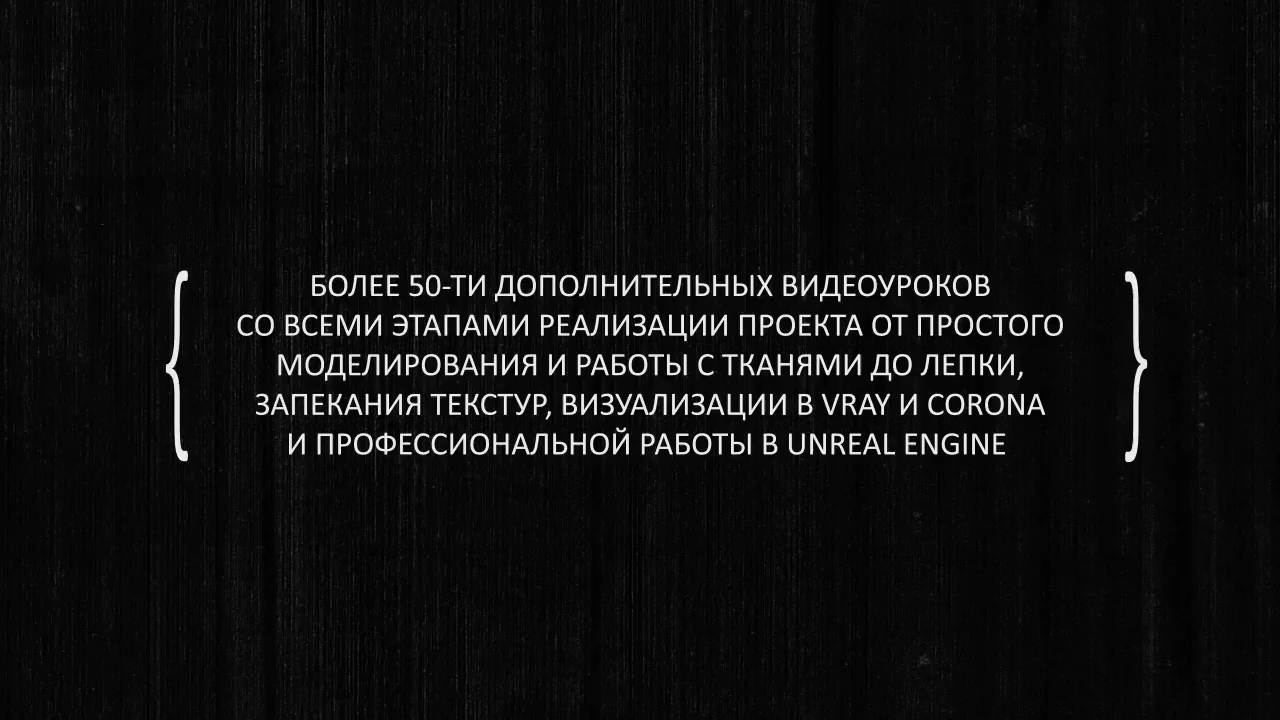 БОЛЕЕ 50-ТИ ДОПОЛНИТЕЛЬНЫХ ВИДЕОУРОКОВ
СО ВСЕМИ ЭТАПАМИ РЕАЛИЗАЦИИ ПРОЕКТА ОТ ПРОСТОГО
МОДЕЛИРОВАНИЯ И РАБОТЫ С ТКАНЯМИ ДО ЛЕПКИ,
ЗАПЕКАНИЯ ТЕКСТУР, ВИЗУАЛИЗАЦИИ В VRAY И CORONA
И ПРОФЕССИОНАЛЬНОЙ РАБОТЫ В UNREAL ENGINE